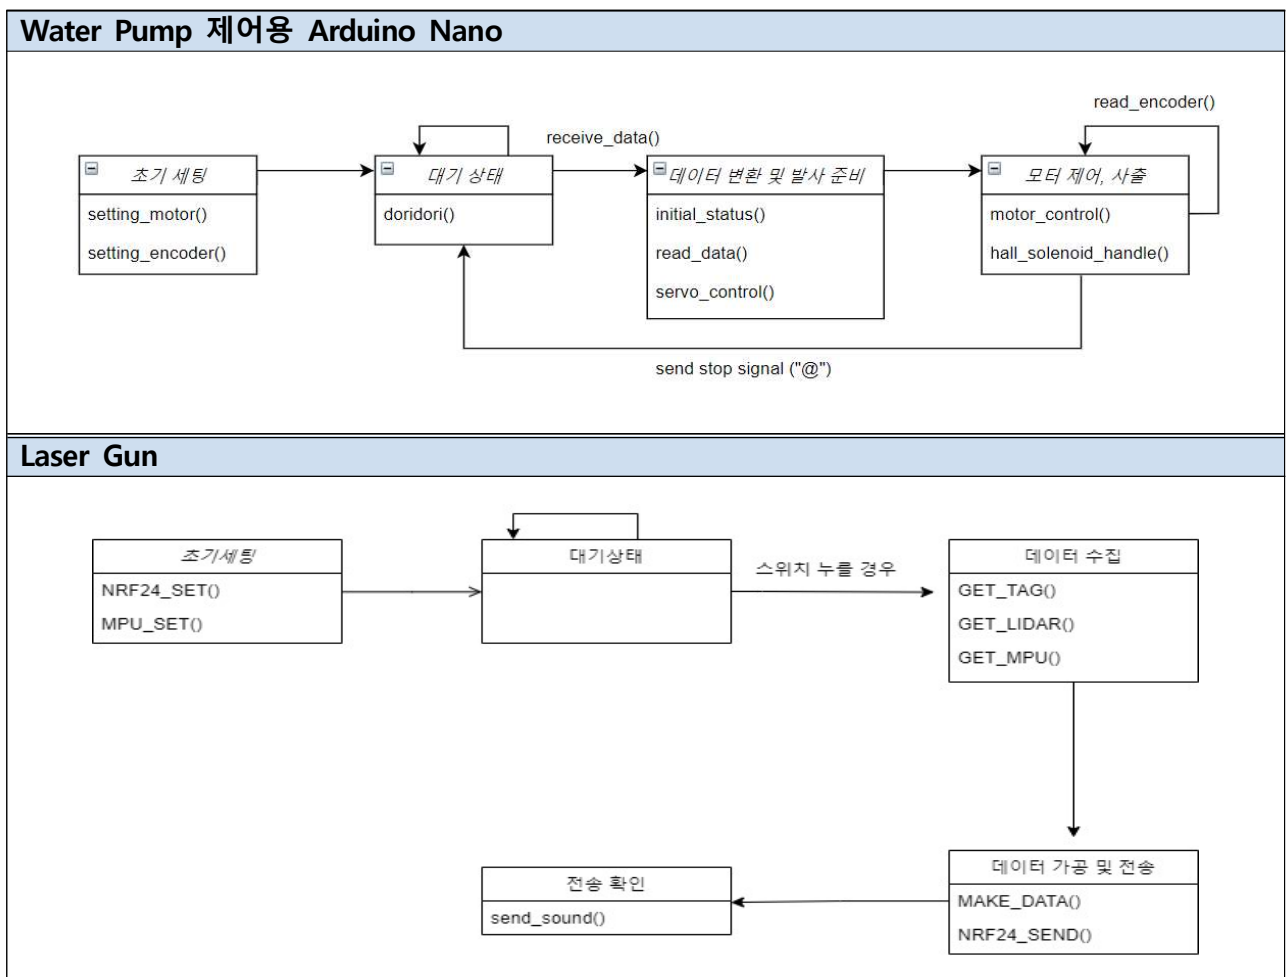 Water Pump 제어용 Arduino Nano
read_encoder()
receive_data()
초기 세팅
setting_motor()
setting_encoder()
대기 상태
doridori()
데이터 변환 및 발사 준비
initial_status()
read_data()
servo_control()
모터 제어, 사출
motor_control()
hall_solenoid_handle()
send stop signal ("@")
Laser Gun
초기세팅
NRF24_SET()
MPU_SET()
대기상태
스위치 누를 경우
데이터 수집
GET_TAG()
GET_LIDAR()
GET_MPU()
데이터 가공 및 전송
MAKE_DATA()
NRF24_SEND()
전송 확인
send_sound()